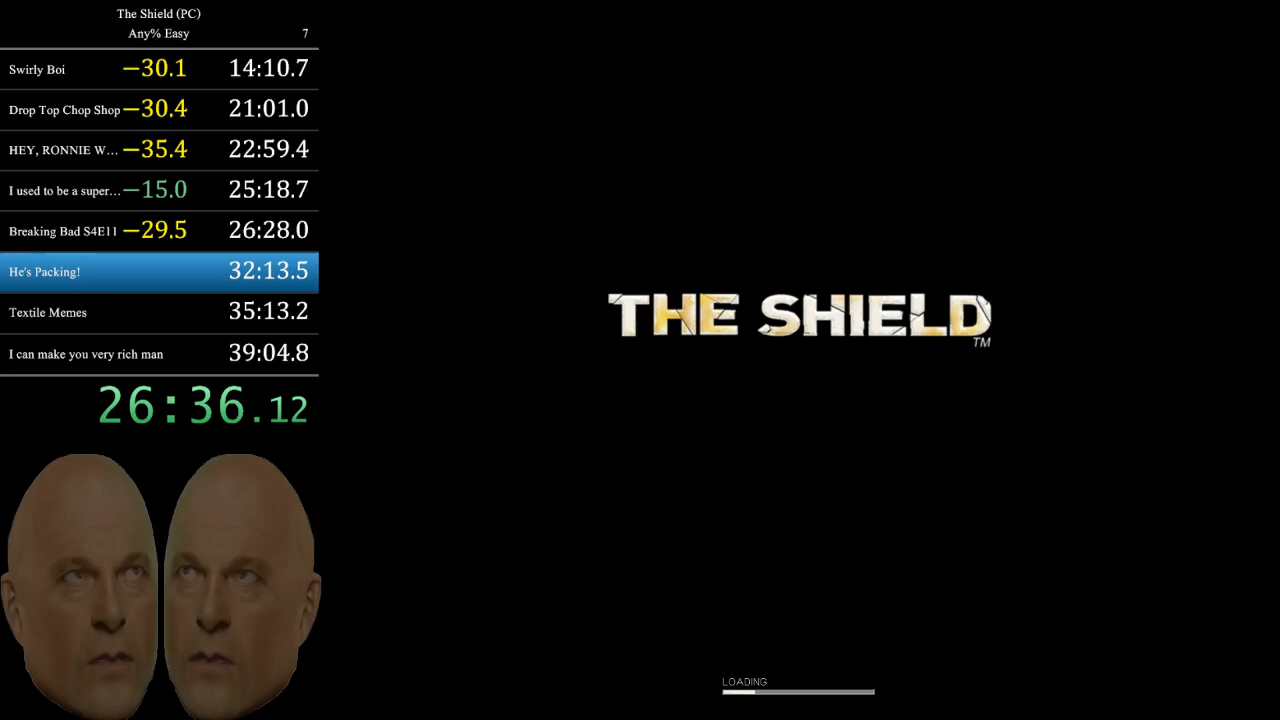 The Shield (PC)
Any% Easy 7
Swirly Boi −30.1 14:10.7
Drop Top Chop Shop −30.4 21:01.0
HEY, RONNIE W... −35.4 22:59.4
I used to be a super... −15.0 25:18.7
Breaking Bad S4E11 −29.5 26:28.0
He's Packing! 32:13.5
Textile Memes 35:13.2
I can make you very rich man 39:04.8
26:36.12
THE SHIELD
TM
LOADING